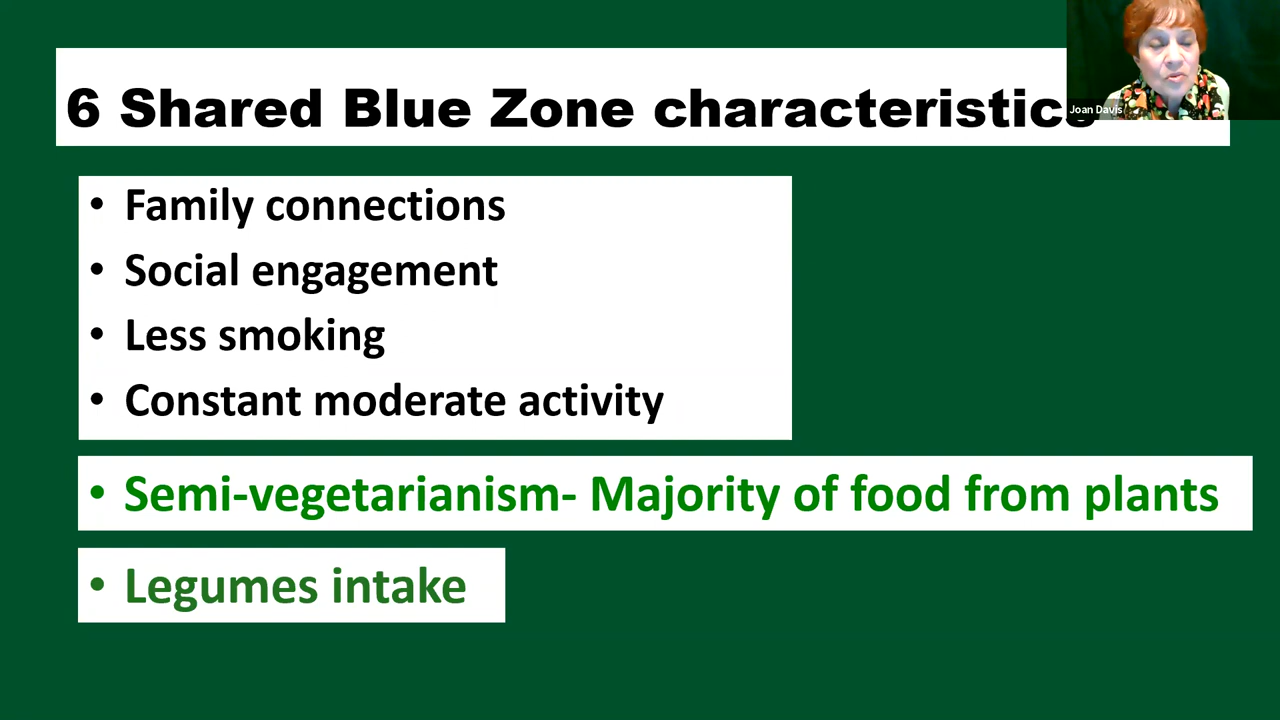 6 Shared Blue Zone characteristics
Joan Davis
• Family connections
• Social engagement
• Less smoking
• Constant moderate activity
• Semi-vegetarianism- Majority of food from plants
• Legumes intake